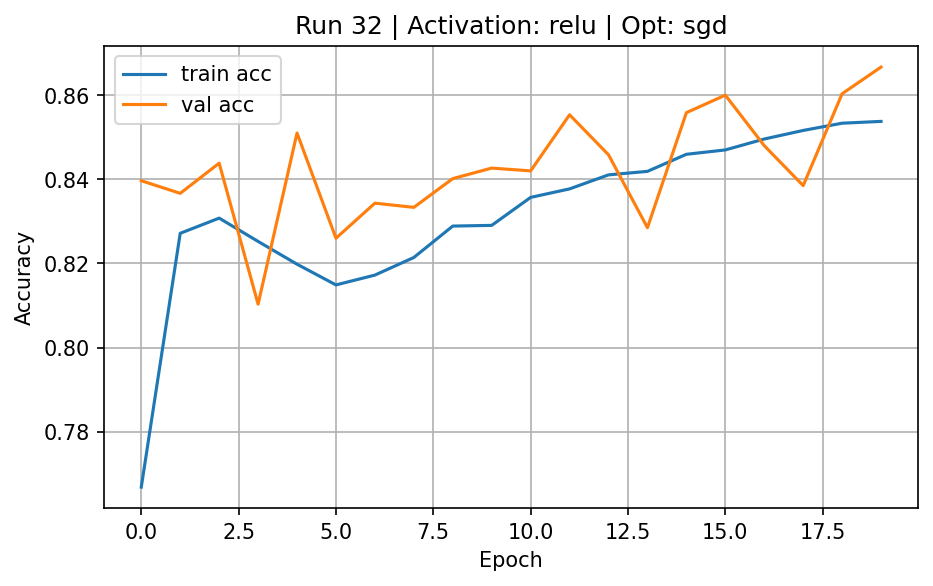 Run 32 | Activation: relu | Opt: sgd
train acc
val acc
0.86
0.84
0.82
0.80
0.78
Accuracy
0.0 2.5 5.0 7.5 10.0 12.5 15.0 17.5
Epoch